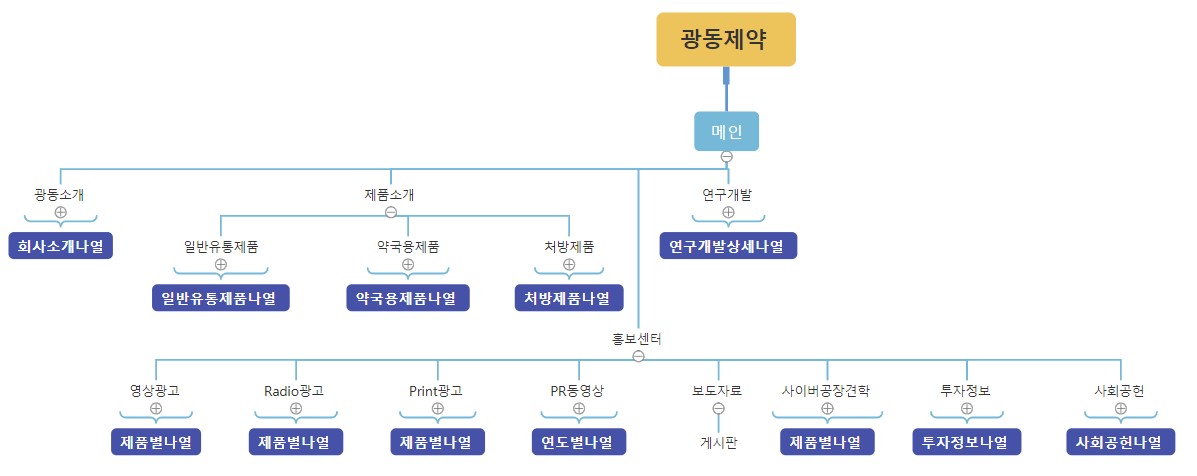 광동제약
메인
광동소개
제품소개
연구개발
회사소개나열
일반유통제품
약국용제품
처방제품
연구개발상세나열
일반유통제품나열
약국용제품나열
처방제품나열
홍보센터
영상광고
Radio광고
Print광고
PR동영상
보도자료
사이버공장견학
투자정보
사회공헌
제품별나열
제품별나열
제품별나열
연도별나열
게시판
제품별나열
투자정보나열
사회공헌나열